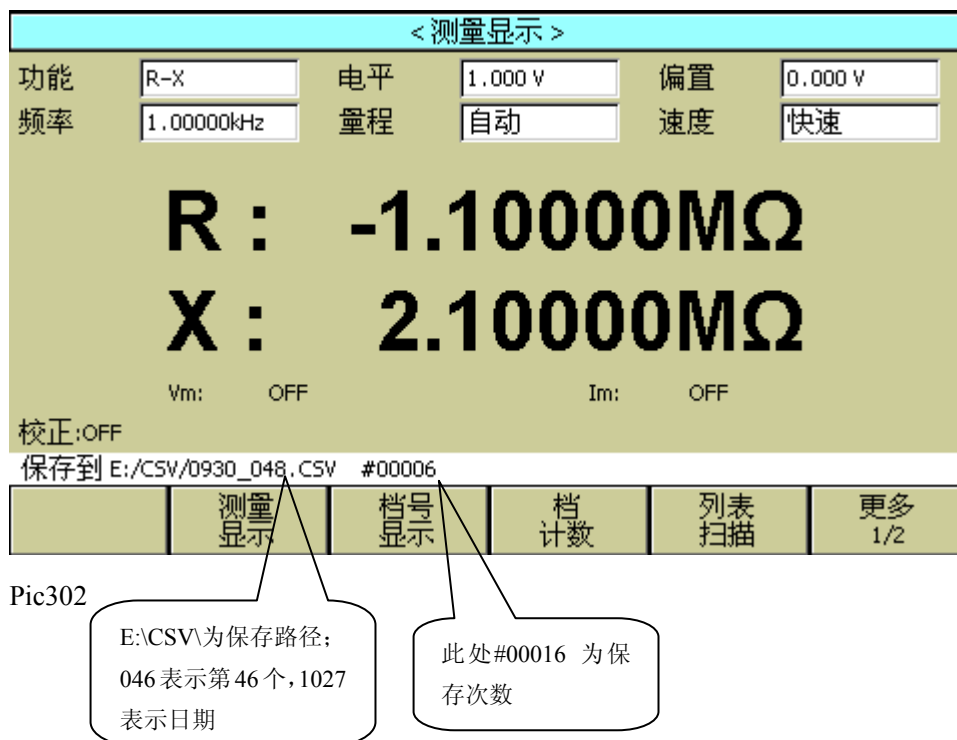 <测量显示>
功能 R-X 电平 1.000 V 偏置 0.000 V
频率 1.00000kHz 量程 自动 速度 快速
R： -1.10000MΩ
X： 2.10000MΩ
Vm: OFF Im: OFF
校正:OFF
保存到 E:/CSV/0930_048.CSV #00006
测量显示 档号显示 档计数 列表扫描 更多 1/2
Pic302
E:\CSV\为保存路径；
046 表示第 46 个，1027
表示日期
此处#00016 为保
存次数